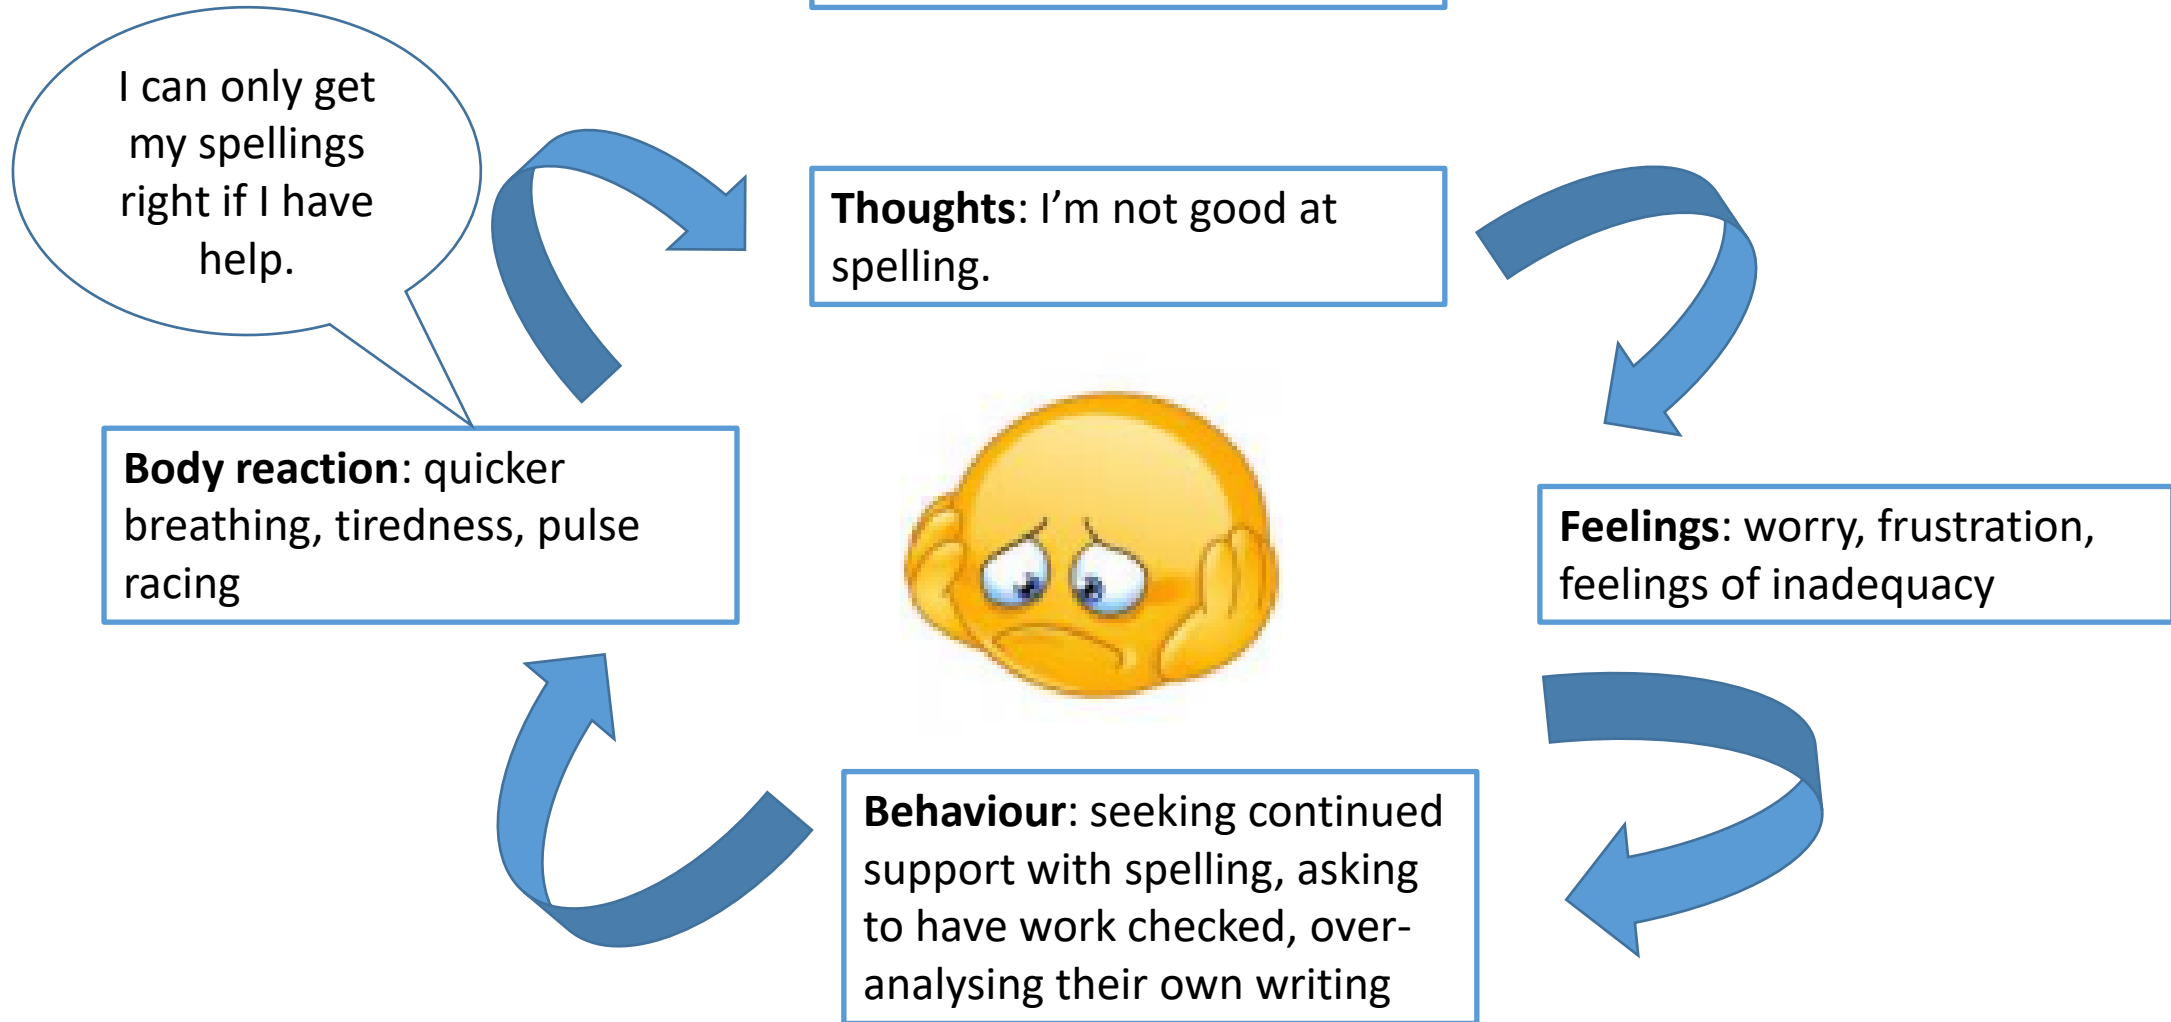 I can only get
my spellings
right if I have
help.
Thoughts: I’m not good at
spelling.
Body reaction: quicker
breathing, tiredness, pulse
racing
Feelings: worry, frustration,
feelings of inadequacy
Behaviour: seeking continued
support with spelling, asking
to have work checked, over-
analysing their own writing